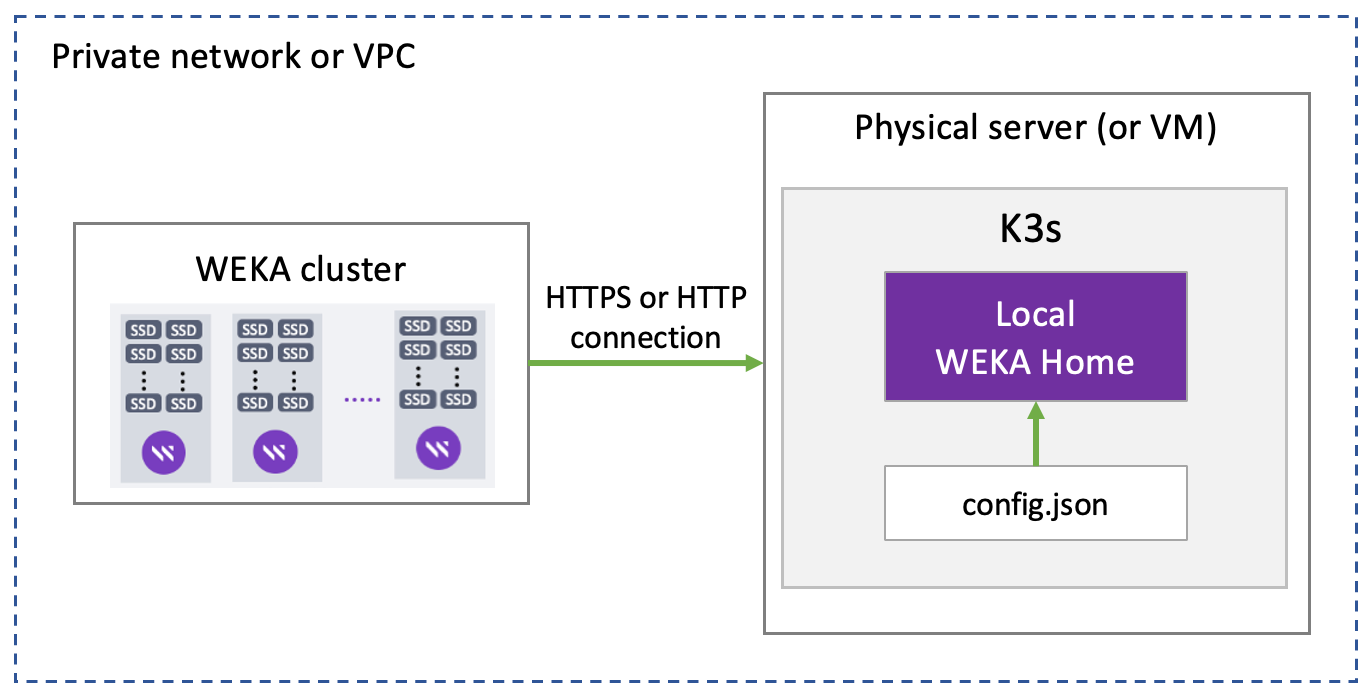 Private network or VPC
Physical server (or VM)
K3s
WEKA cluster
SSD SSD SSD SSD SSD SSD
SSD SSD SSD SSD SSD SSD
SSD SSD SSD SSD SSD SSD
HTTPS or HTTP
connection
Local
WEKA Home
config.json